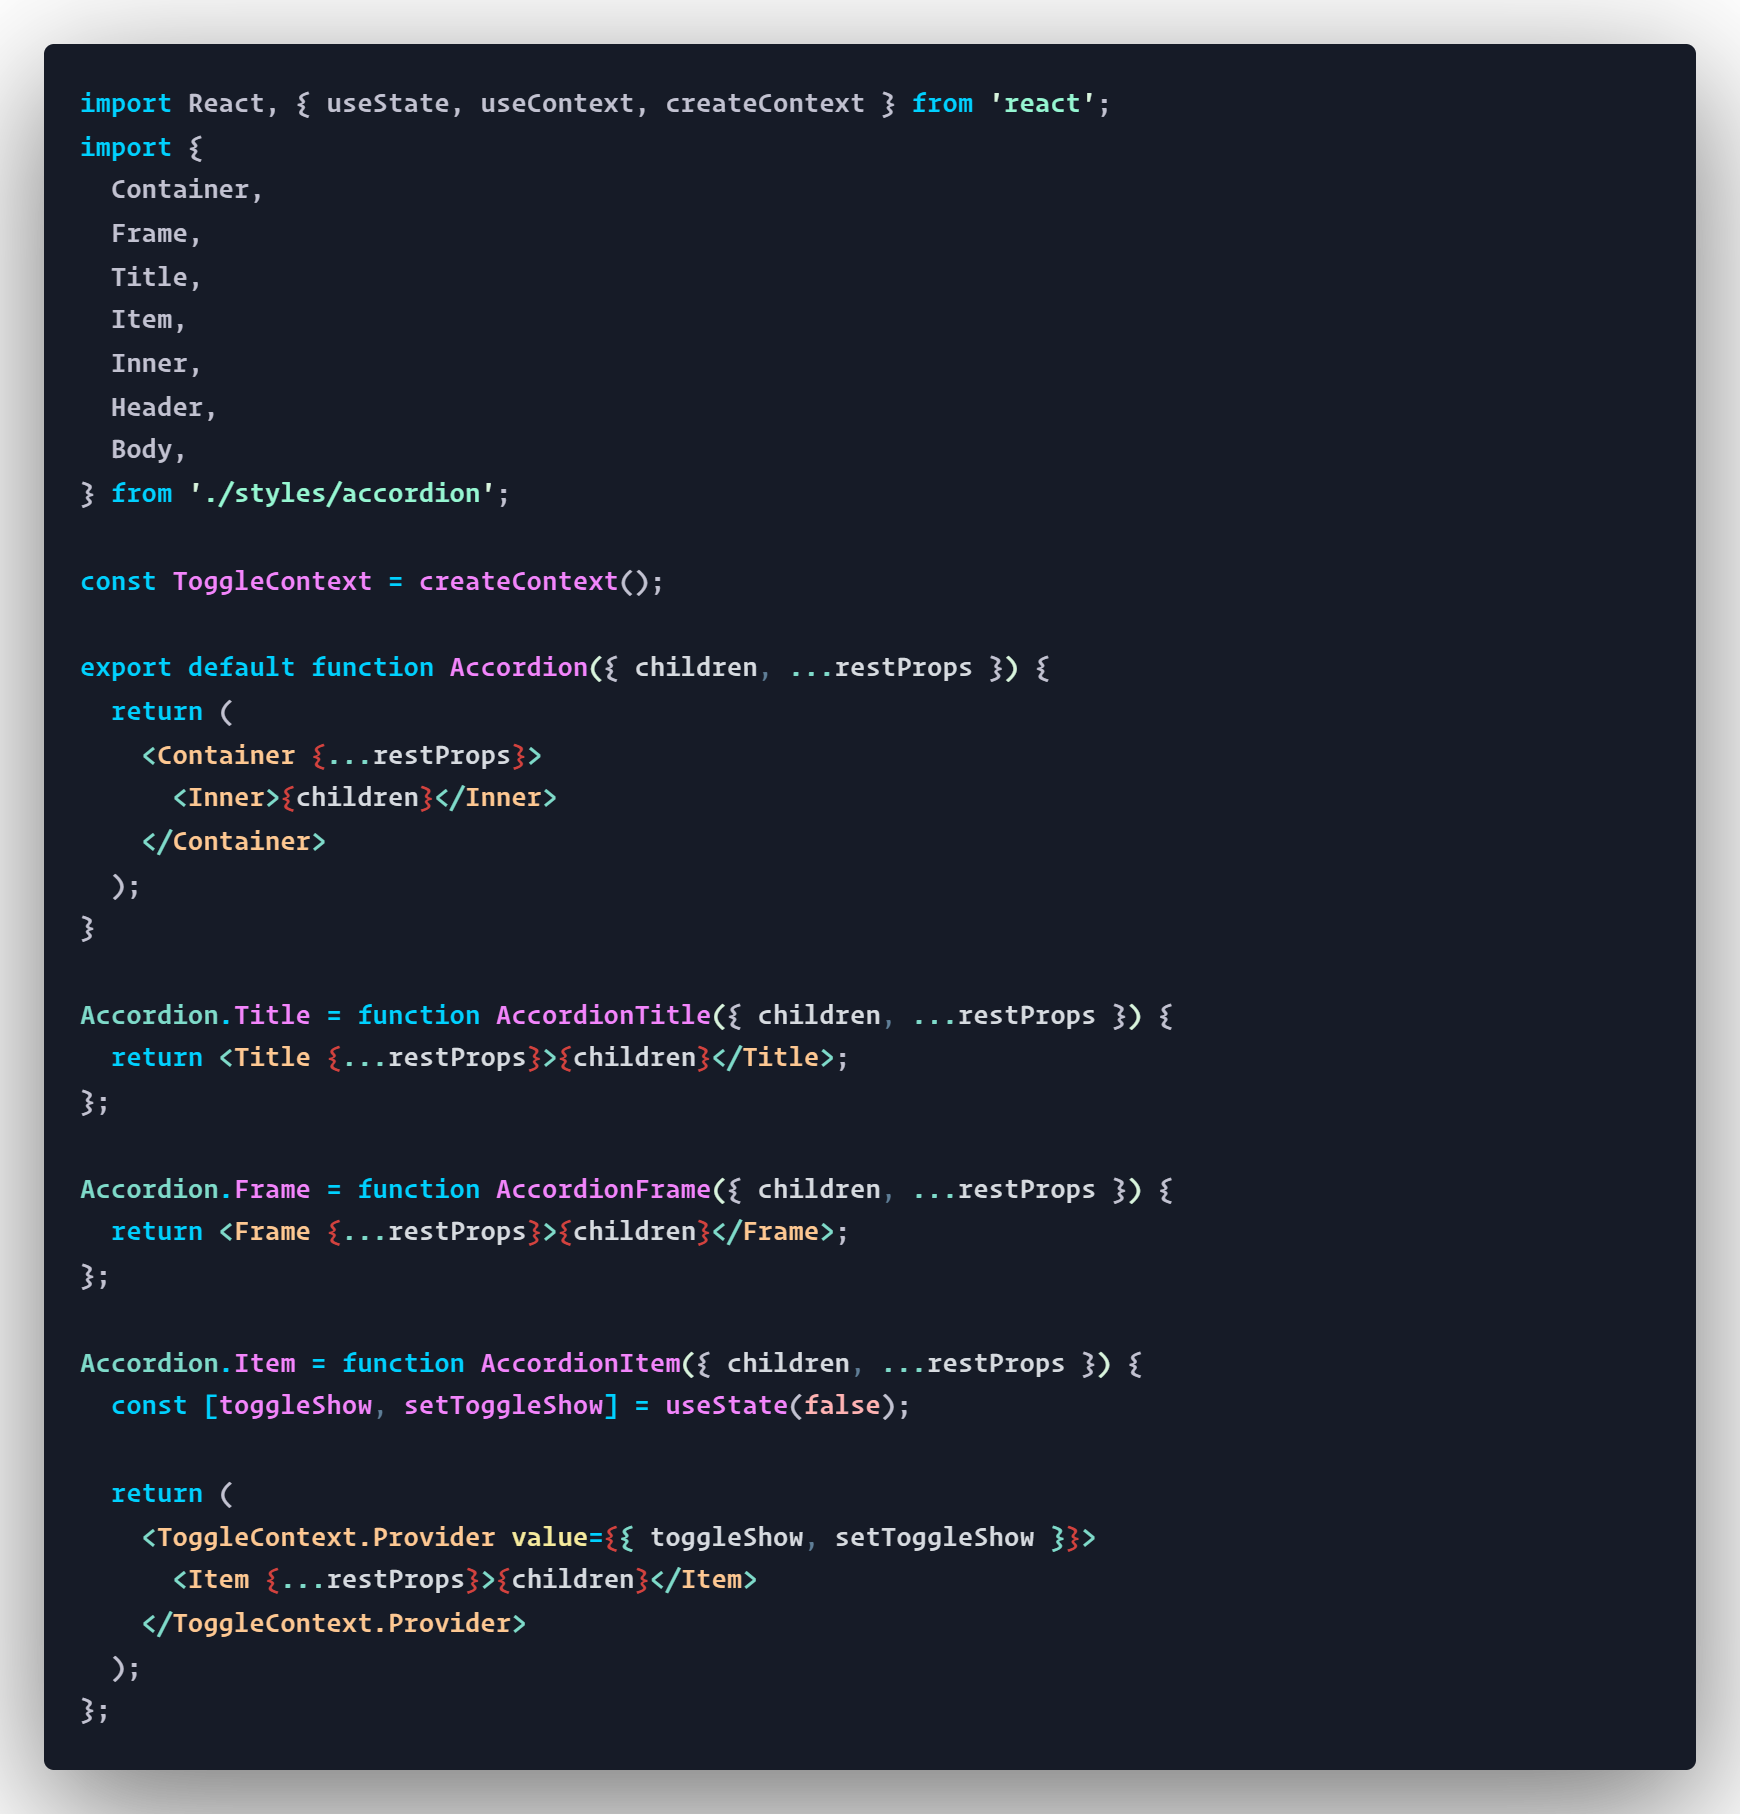 import React, { useState, useContext, createContext } from 'react';
import {
  Container,
  Frame,
  Title,
  Item,
  Inner,
  Header,
  Body,
} from './styles/accordion';

const ToggleContext = createContext();

export default function Accordion({ children, ...restProps }) {
  return (
    <Container {...restProps}>
      <Inner>{children}</Inner>
    </Container>
  );
}

Accordion.Title = function AccordionTitle({ children, ...restProps }) {
  return <Title {...restProps}>{children}</Title>;
};

Accordion.Frame = function AccordionFrame({ children, ...restProps }) {
  return <Frame {...restProps}>{children}</Frame>;
};

Accordion.Item = function AccordionItem({ children, ...restProps }) {
  const [toggleShow, setToggleShow] = useState(false);

  return (
    <ToggleContext.Provider value={{ toggleShow, setToggleShow }}>
      <Item {...restProps}>{children}</Item>
    </ToggleContext.Provider>
  );
};